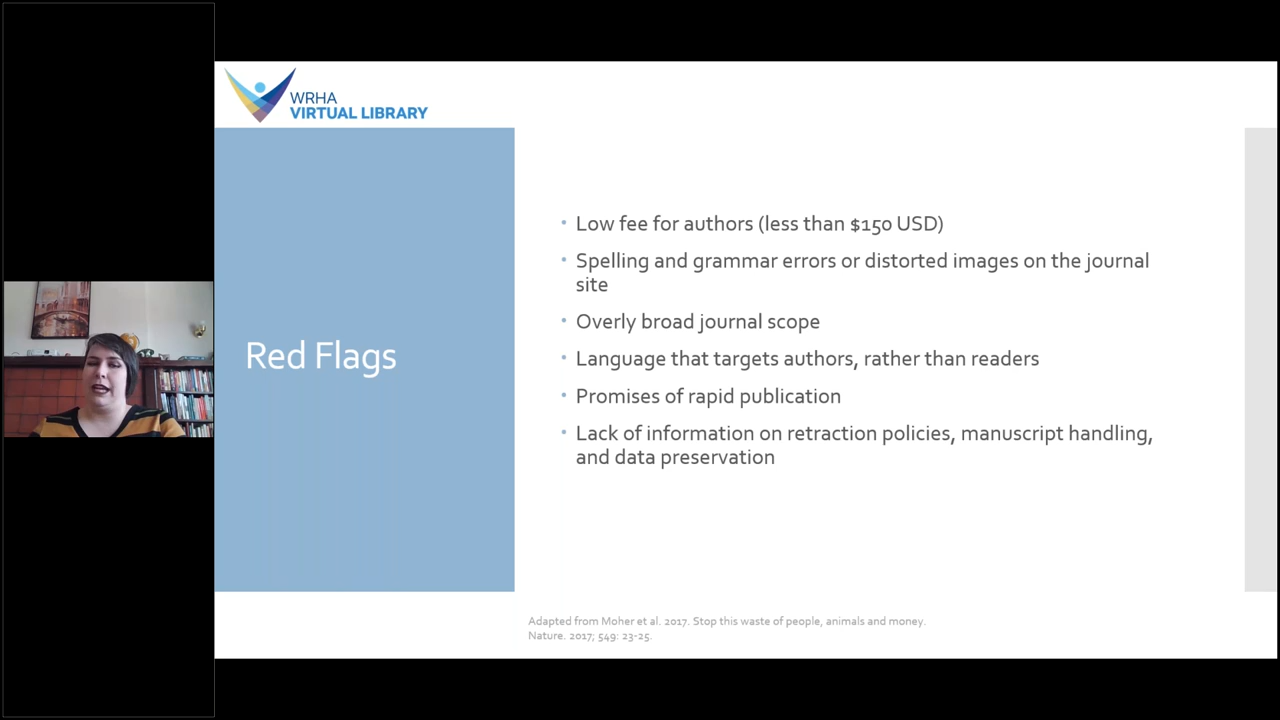 WRHA
VIRTUAL LIBRARY
Red Flags
• Low fee for authors (less than $150 USD)
• Spelling and grammar errors or distorted images on the journal
site
• Overly broad journal scope
• Language that targets authors, rather than readers
• Promises of rapid publication
• Lack of information on retraction policies, manuscript handling,
and data preservation
Adapted from Moher et al. 2017. Stop this waste of people, animals and money.
Nature. 2017; 549: 23-25.